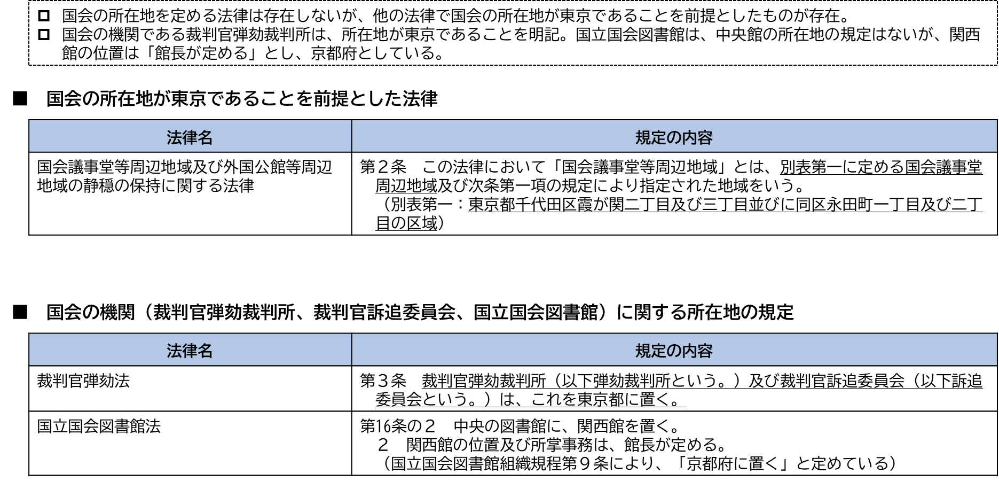 国会の所在地を定める法律は存在しないが、他の法律で国会の所在地が東京であることを前提としたものが存在。
国会の機関である裁判官弾劾裁判所は、所在地が東京であることを明記。国立国会図書館は、中央館の所在地の規定はないが、関西
館の位置は「館長が定める」とし、京都府としている。
■　国会の所在地が東京であることを前提とした法律
法律名
規定の内容
国会議事堂等周辺地域及び外国公館等周辺
地域の静穏の保持に関する法律
第２条　この法律において「国会議事堂等周辺地域」とは、別表第一に定める国会議事堂
周辺地域及び次条第一項の規定により指定された地域をいう。
（別表第一：東京都千代田区霞が関二丁目及び三丁目並びに同区永田町一丁目及び二丁
目の区域）
■　国会の機関（裁判官弾劾裁判所、裁判官訴追委員会、国立国会図書館）に関する所在地の規定
法律名
規定の内容
裁判官弾劾法
第３条　裁判官弾劾裁判所（以下弾劾裁判所という。）及び裁判官訴追委員会（以下訴追
委員会という。）は、これを東京都に置く。
国立国会図書館法
第16条の２　中央の図書館に、関西館を置く。
２　関西館の位置及び所掌事務は、館長が定める。
（国立国会図書館組織規程第９条により、「京都府に置く」と定めている）